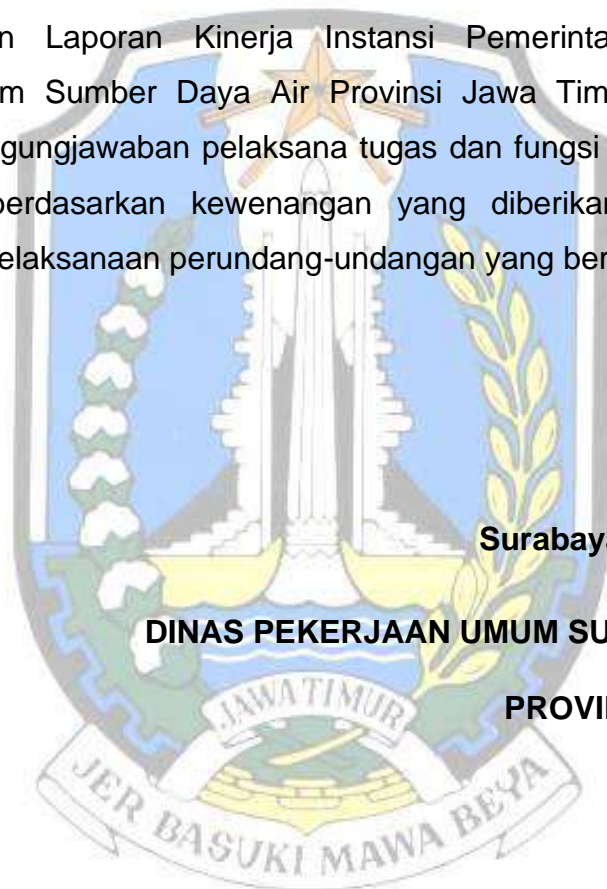 n Laporan Kinerja Instansi Pemerinta
m Sumber Daya Air Provinsi Jawa Tim
gungjawaban pelaksana tugas dan fungsi
berdasarkan kewenangan yang diberikan
elaksanaan perundang-undangan yang ber
Surabaya
DINAS PEKERJAAN UMUM SU
PROVIN
JAWA TIMUR
JER BASUKI MAWA BEYA